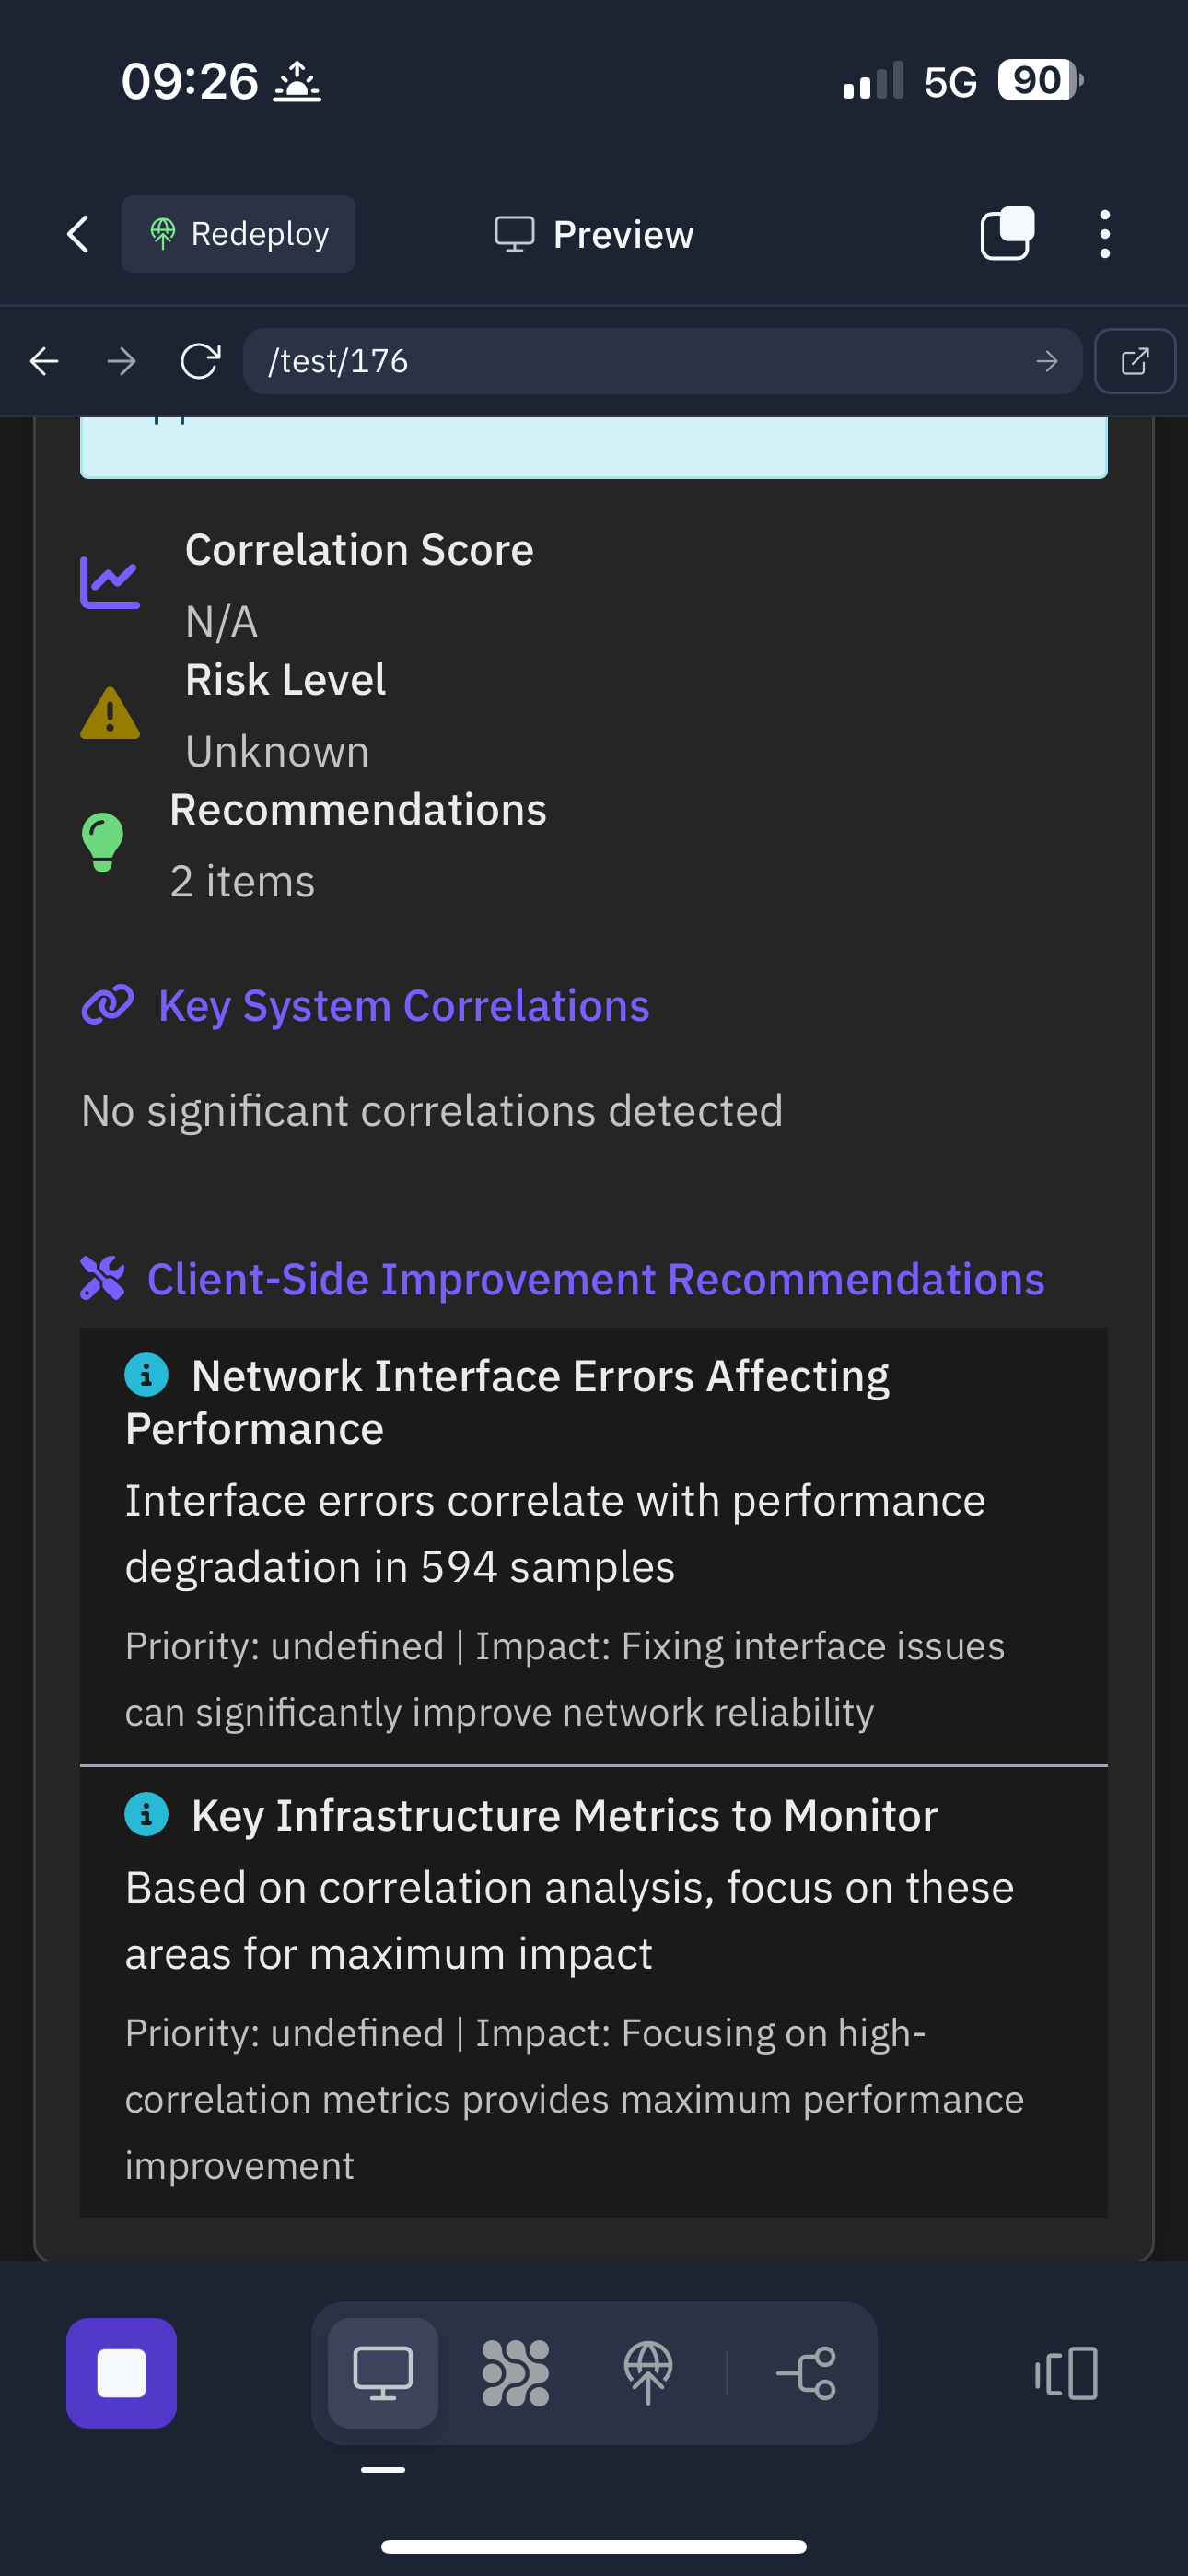 09:26
5G 90
Redeploy
Preview
/test/176
Correlation Score
N/A
Risk Level
Unknown
Recommendations
2 items
Key System Correlations
No significant correlations detected
Client-Side Improvement Recommendations
Network Interface Errors Affecting
Performance
Interface errors correlate with performance
degradation in 594 samples
Priority: undefined | Impact: Fixing interface issues
can significantly improve network reliability
Key Infrastructure Metrics to Monitor
Based on correlation analysis, focus on these
areas for maximum impact
Priority: undefined | Impact: Focusing on high-
correlation metrics provides maximum performance
improvement